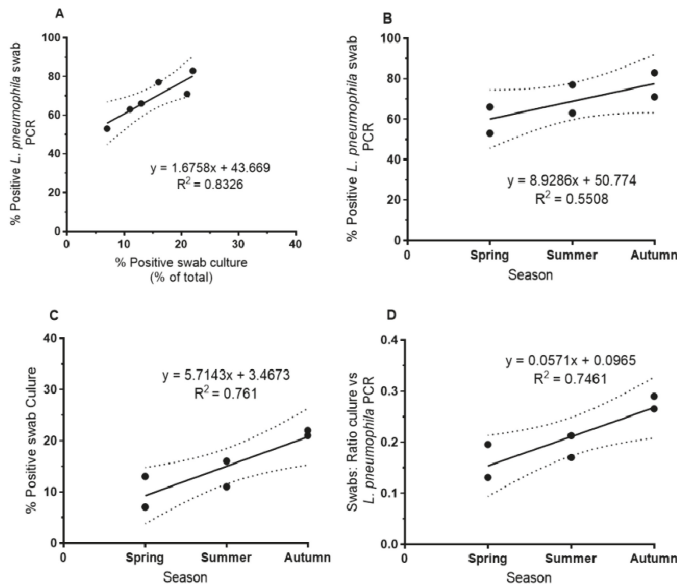 A
% Positive L. pneumophila swab
PCR
100
80
60
40
20
0
y = 1.6758x + 43.669
R2 = 0.8326
0
10
20
30
40
% Positive swab culture
(% of total)
B
% Positive L. pneumophila swab
PCR
100
80
60
40
20
0
y = 8.9286x + 50.774
R2 = 0.5508
0
Spring
Summer
Autumn
Season
C
% Positive swab Culure
40
30
20
10
0
y = 5.7143x + 3.4673
R2 = 0.761
0
Spring
Summer
Autumn
Season
D
Swabs: Ratio culure vs
L. pneumophila PCR
0.4
0.3
0.2
0.1
0.0
y = 0.0571x + 0.0965
R2 = 0.7461
0
Spring
Summer
Autumn
Season